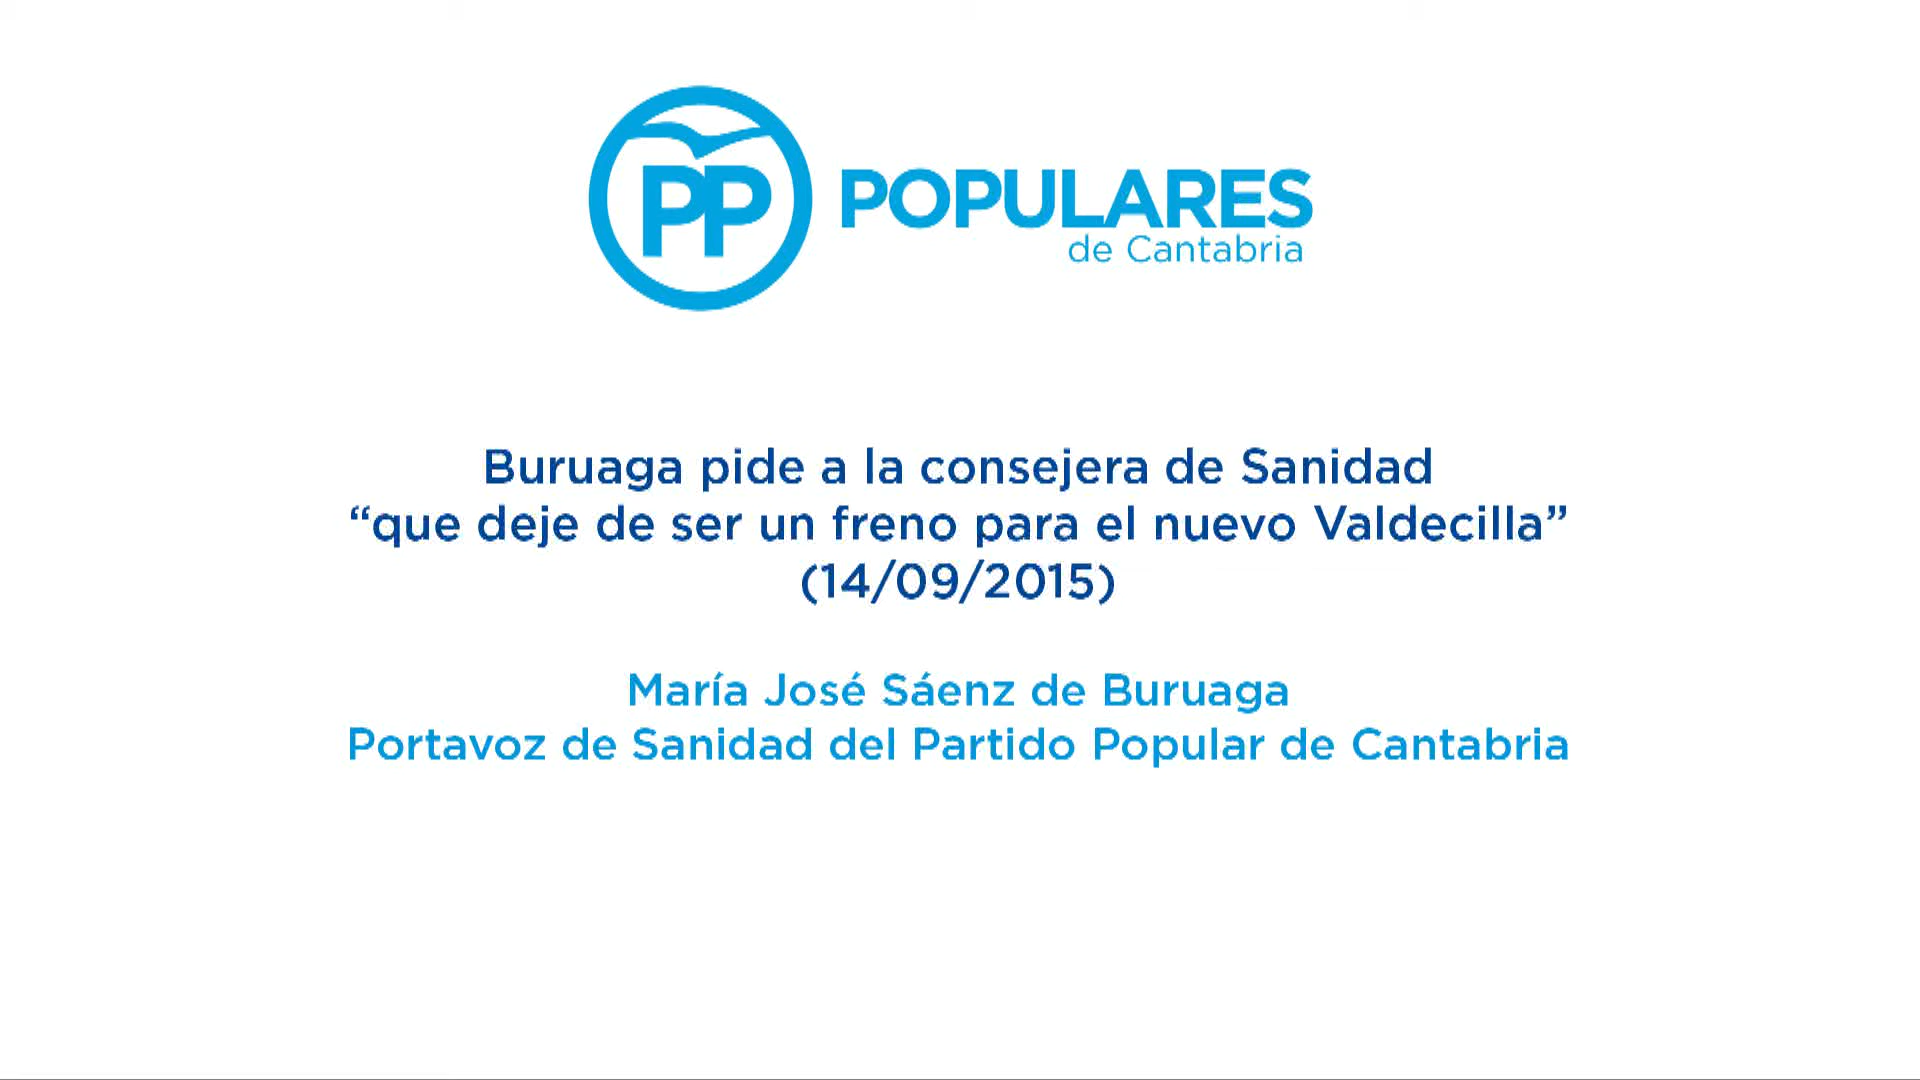 PP POPULARES
de Cantabria
Buruaga pide a la consejera de Sanidad
“que deje de ser un freno para el nuevo Valdecilla”
(14/09/2015)
María José Sáenz de Buruaga
Portavoz de Sanidad del Partido Popular de Cantabria